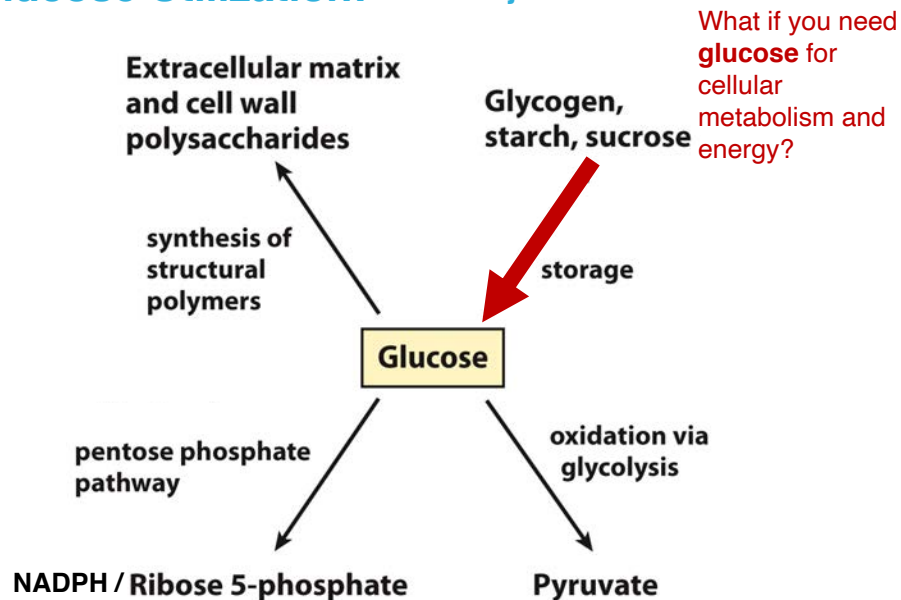 What if you need
glucose for
cellular
metabolism and
energy?
Extracellular matrix
and cell wall
polysaccharides
Glycogen,
starch, sucrose
synthesis of
structural
polymers
storage
Glucose
pentose phosphate
pathway
oxidation via
glycolysis
NADPH / Ribose 5-phosphate
Pyruvate